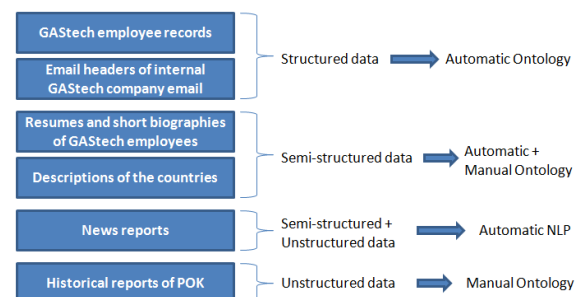 GAStech employee records
Email headers of internal
GAStech company email
Structured data
Automatic Ontology
Resumes and short biographies
of GAStech employees
Descriptions of the countries
Semi-structured data
Automatic +
Manual Ontology
News reports
Semi-structured +
Unstructured data
Automatic NLP
Historical reports of POK
Unstructured data
Manual Ontology